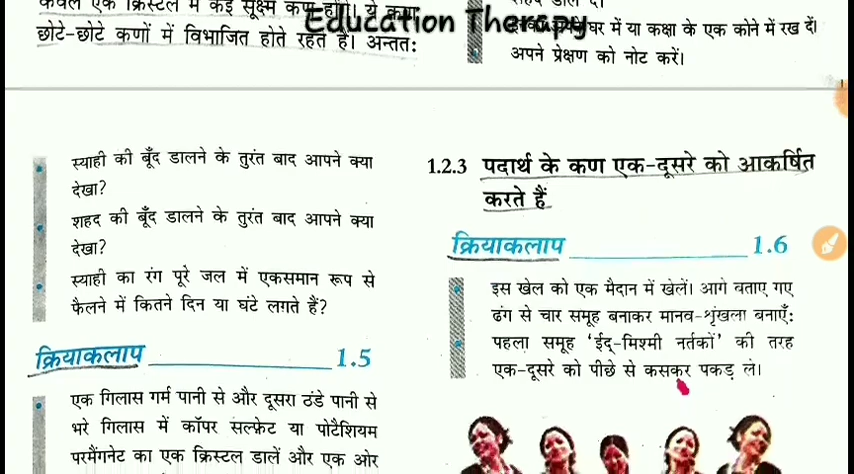 केवल एक क्रिस्टल में कई सूक्ष्म कण होंगे। ये कण
छोटे-छोटे कणों में विभाजित होते रहते हैं। अन्ततः
Education Therapy
घर में या कक्षा के एक कोने में रख दें।
अपने प्रेक्षण को नोट करें।
स्याही की बूँद डालने के तुरंत बाद आपने क्या
देखा?
शहद की बूँद डालने के तुरंत बाद आपने क्या
देखा?
स्याही का रंग पूरे जल में एकसमान रूप से
फैलने में कितने दिन या घंटे लगते हैं?
क्रियाकलाप 1.5
एक गिलास गर्म पानी से और दूसरा ठंडे पानी से
भरे गिलास में कॉपर सल्फ़ेट या पोटैशियम
परमैंगनेट का एक क्रिस्टल डालें और एक ओर
1.2.3 पदार्थ के कण एक-दूसरे को आकर्षित
करते हैं
क्रियाकलाप 1.6
इस खेल को एक मैदान में खेलें। आगे बताए गए
ढंग से चार समूह बनाकर मानव-शृंखला बनाएँ:
पहला समूह 'ईदु-मिश्मी नर्तकों' की तरह
एक-दूसरे को पीछे से कसकर पकड़ ले।